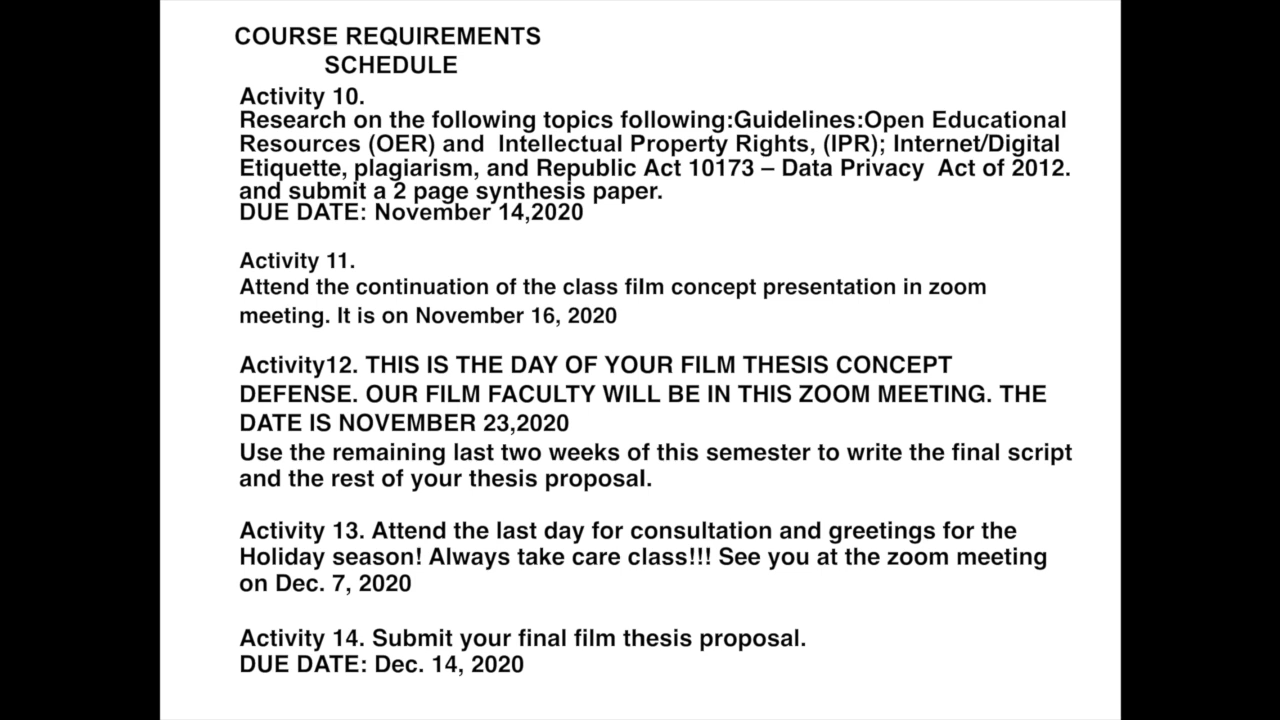 COURSE REQUIREMENTS
SCHEDULE
Activity 10.
Research on the following topics following:Guidelines:Open Educational
Resources (OER) and Intellectual Property Rights, (IPR); Internet/Digital
Etiquette, plagiarism, and Republic Act 10173 – Data Privacy Act of 2012.
and submit a 2 page synthesis paper.
DUE DATE: November 14,2020
Activity 11.
Attend the continuation of the class film concept presentation in zoom
meeting. It is on November 16, 2020
Activity12. THIS IS THE DAY OF YOUR FILM THESIS CONCEPT
DEFENSE. OUR FILM FACULTY WILL BE IN THIS ZOOM MEETING. THE
DATE IS NOVEMBER 23,2020
Use the remaining last two weeks of this semester to write the final script
and the rest of your thesis proposal.
Activity 13. Attend the last day for consultation and greetings for the
Holiday season! Always take care class!!! See you at the zoom meeting
on Dec. 7, 2020
Activity 14. Submit your final film thesis proposal.
DUE DATE: Dec. 14, 2020